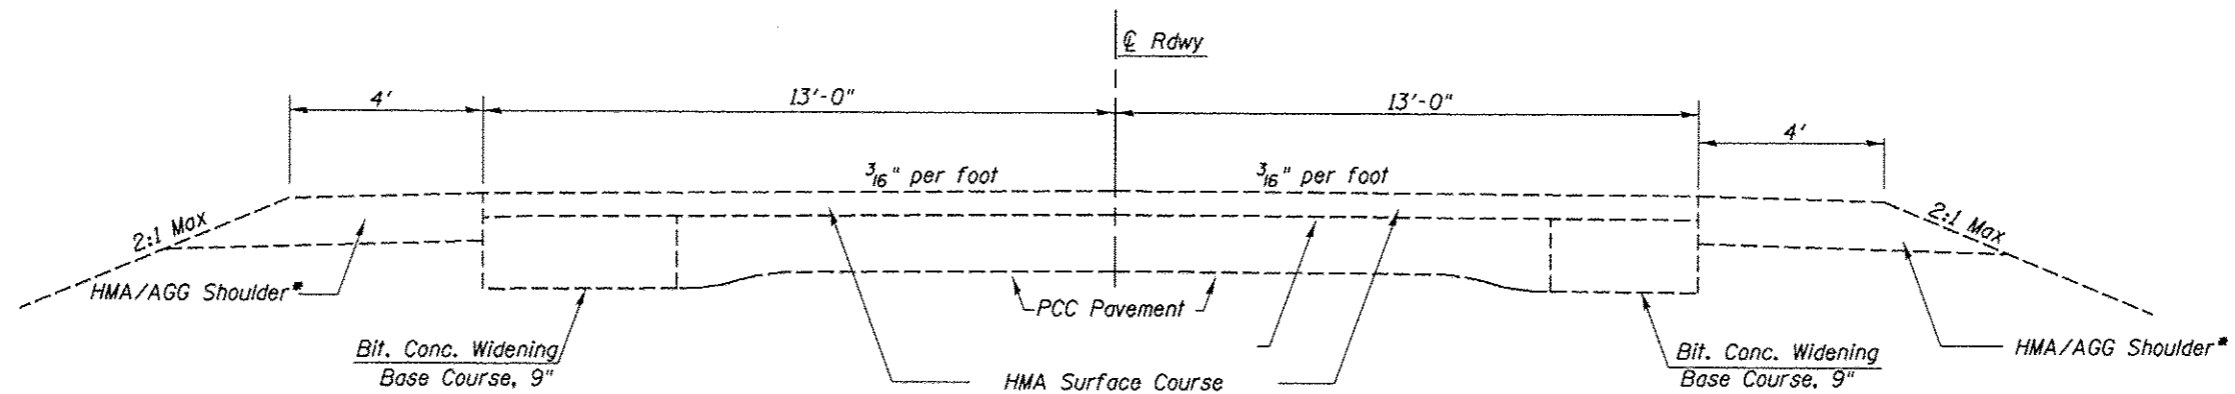 ℄ Rdwy
4'
13'-0"
13'-0"
4'
3/16" per foot
3/16" per foot
2:1 Max
2:1 Max
HMA/AGG Shoulder*
PCC Pavement
Bit. Conc. Widening
Base Course, 9"
HMA Surface Course
Bit. Conc. Widening
Base Course, 9"
HMA/AGG Shoulder*